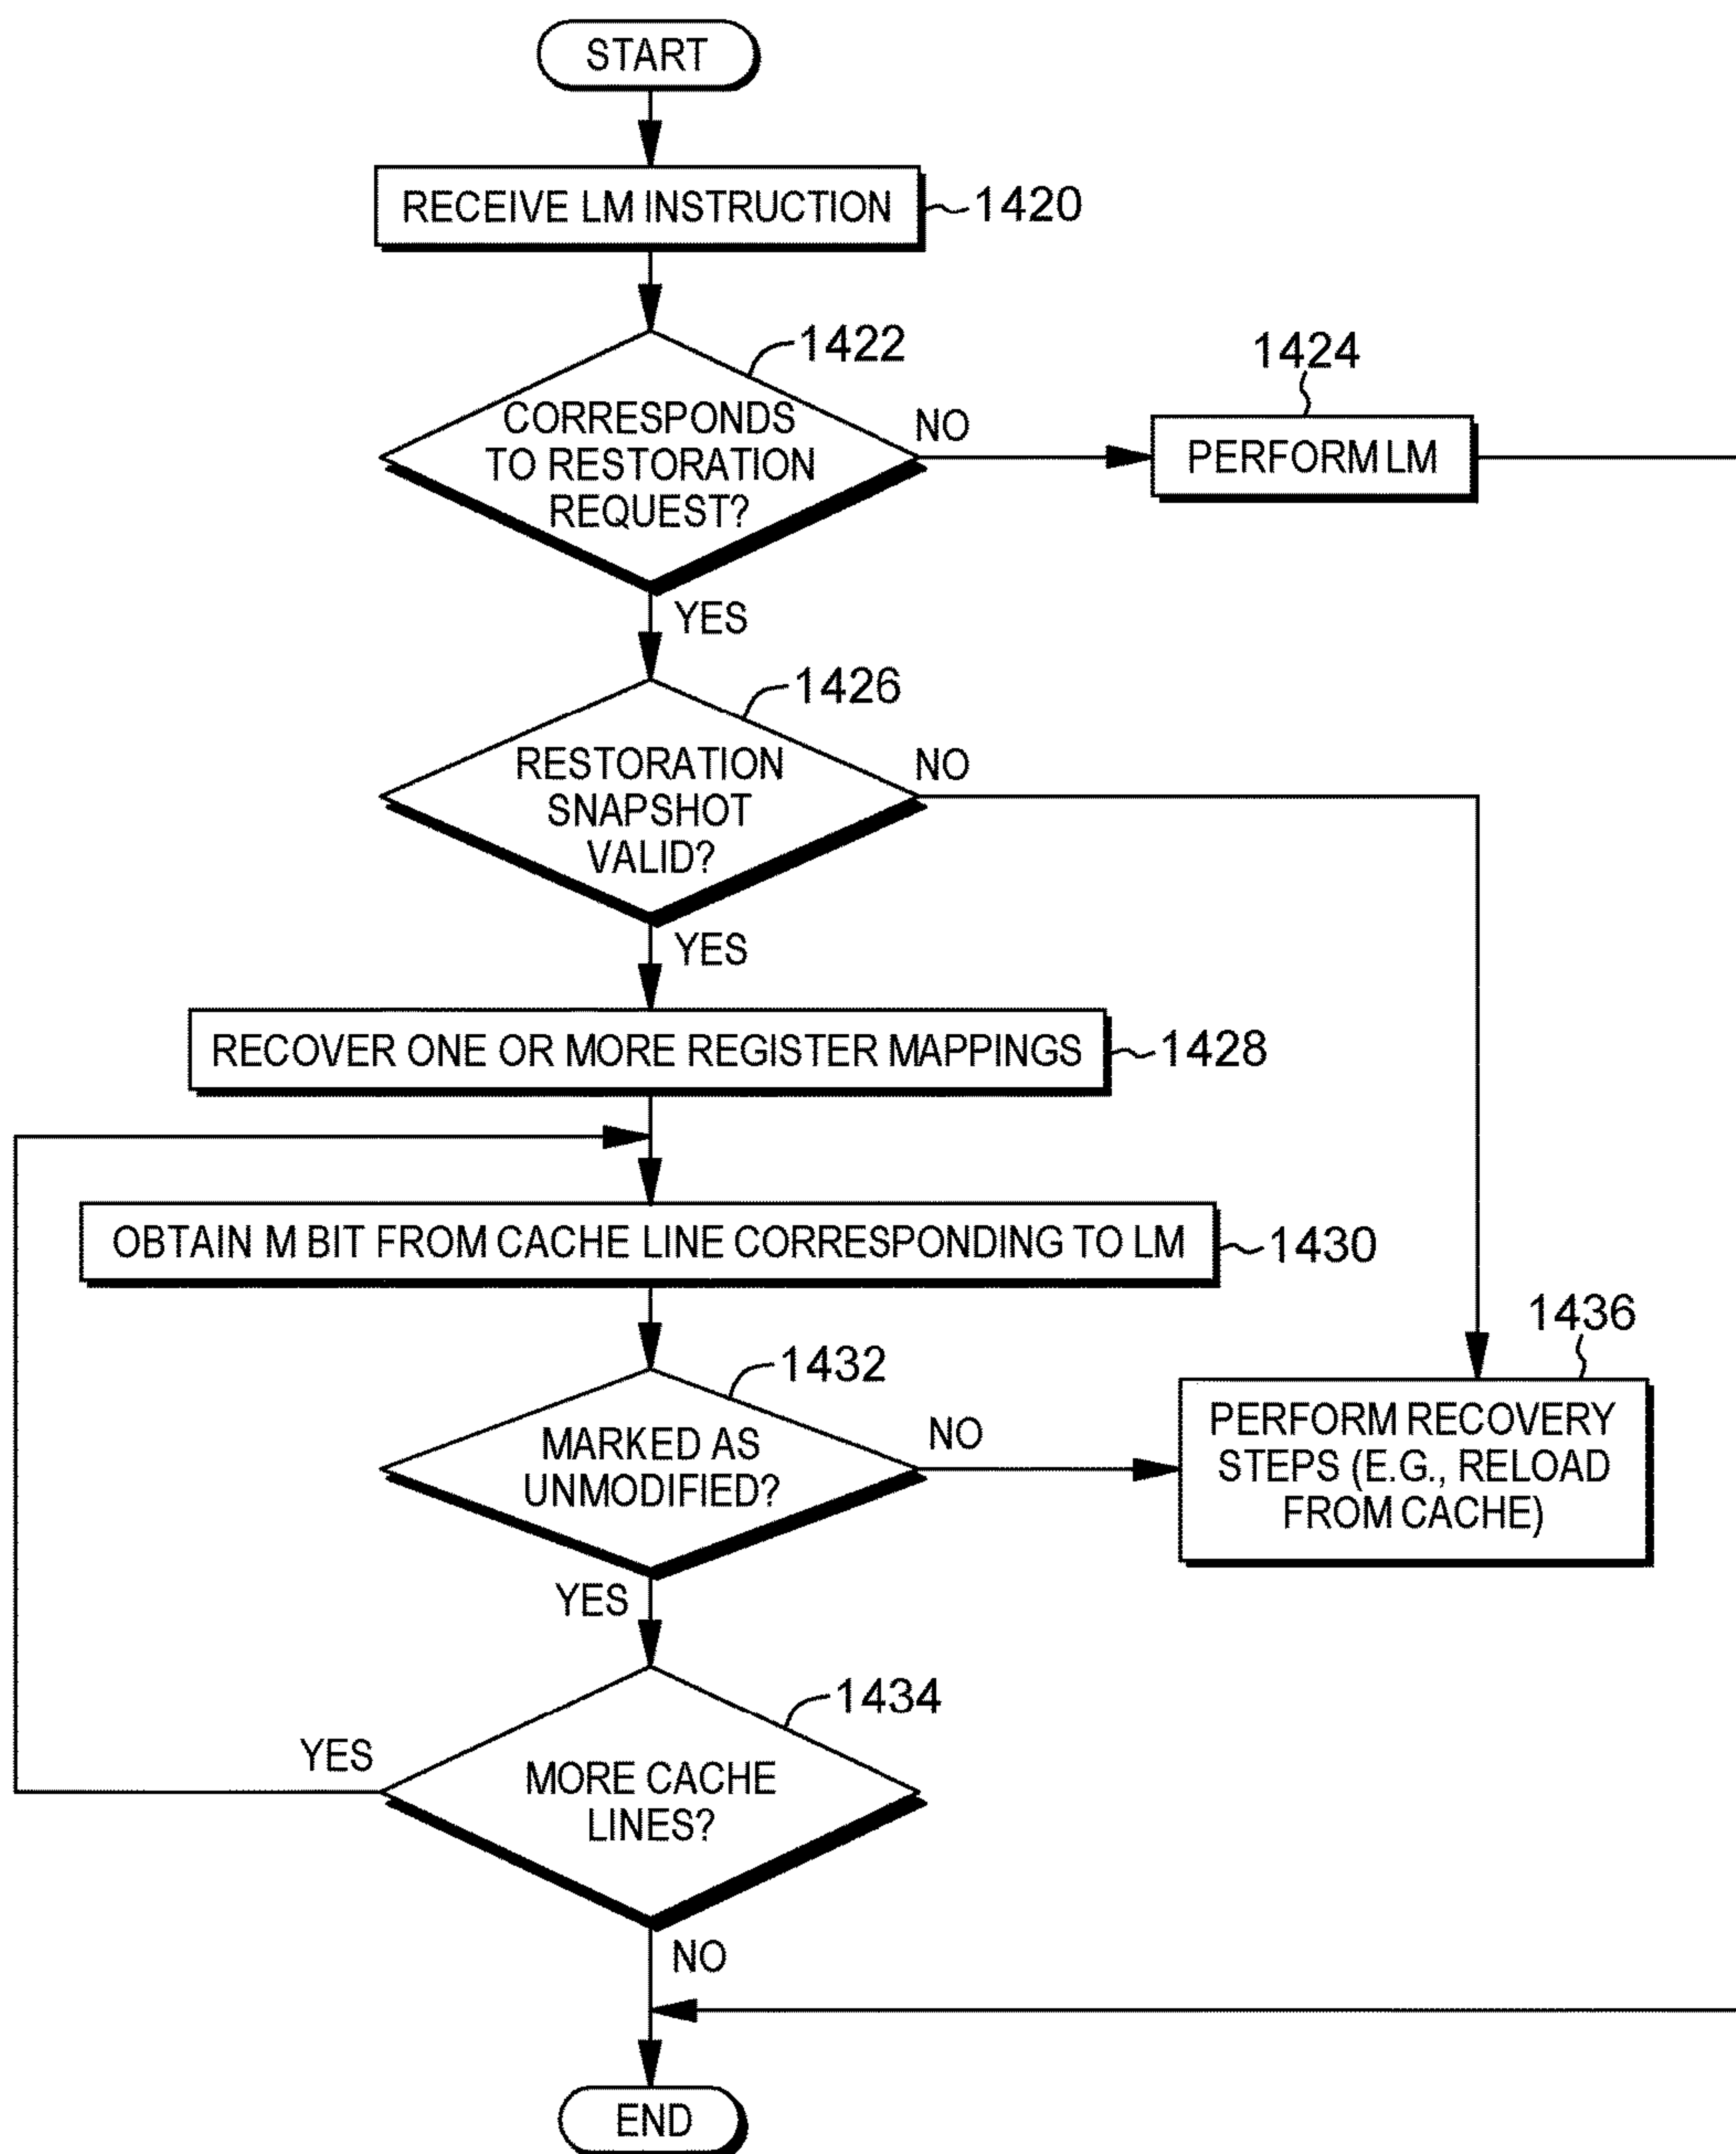 START
RECEIVE LM INSTRUCTION
1420
1422
CORRESPONDS
TO RESTORATION
REQUEST?
NO
1424
PERFORM LM
YES
1426
RESTORATION
SNAPSHOT
VALID?
NO
YES
RECOVER ONE OR MORE REGISTER MAPPINGS
1428
OBTAIN M BIT FROM CACHE LINE CORRESPONDING TO LM
1430
1432
MARKED AS
UNMODIFIED?
NO
1436
PERFORM RECOVERY
STEPS (E.G., RELOAD
FROM CACHE)
YES
1434
MORE CACHE
LINES?
YES
NO
END